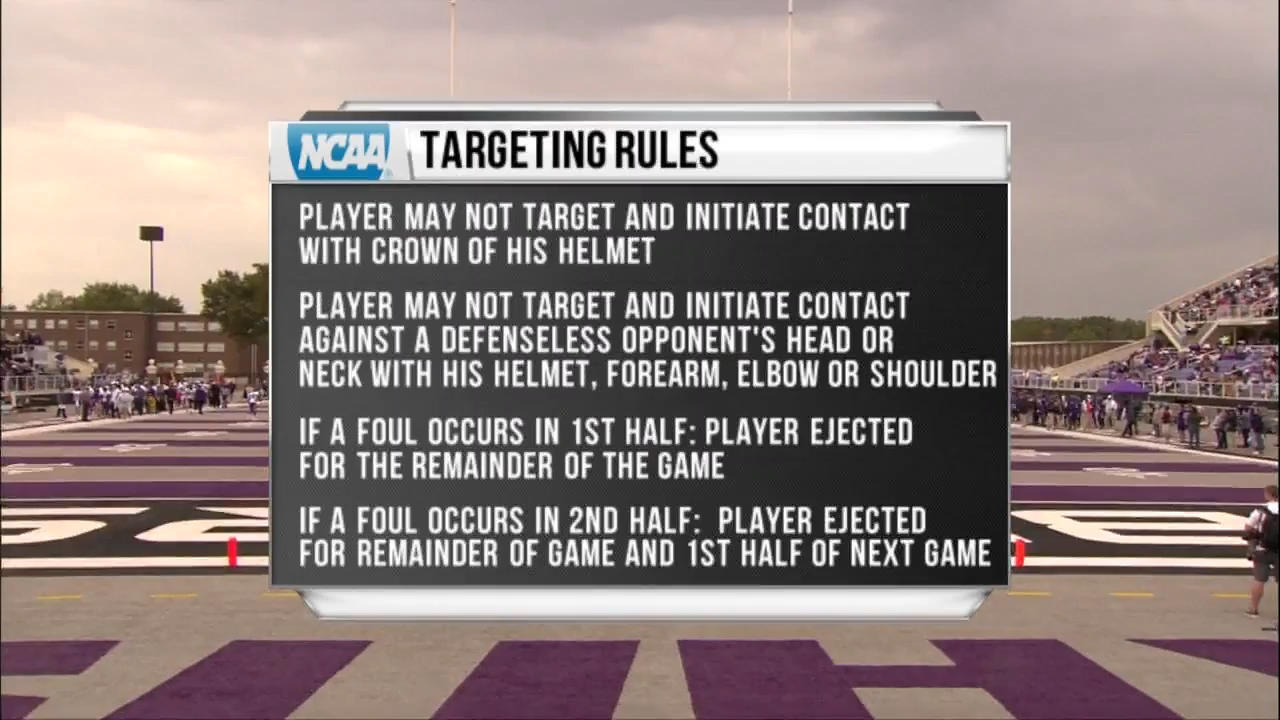 NCAA
TARGETING RULES
PLAYER MAY NOT TARGET AND INITIATE CONTACT
WITH CROWN OF HIS HELMET
PLAYER MAY NOT TARGET AND INITIATE CONTACT
AGAINST A DEFENSELESS OPPONENT'S HEAD OR
NECK WITH HIS HELMET, FOREARM, ELBOW OR SHOULDER
IF A FOUL OCCURS IN 1ST HALF: PLAYER EJECTED
FOR THE REMAINDER OF THE GAME
IF A FOUL OCCURS IN 2ND HALF: PLAYER EJECTED
FOR REMAINDER OF GAME AND 1ST HALF OF NEXT GAME